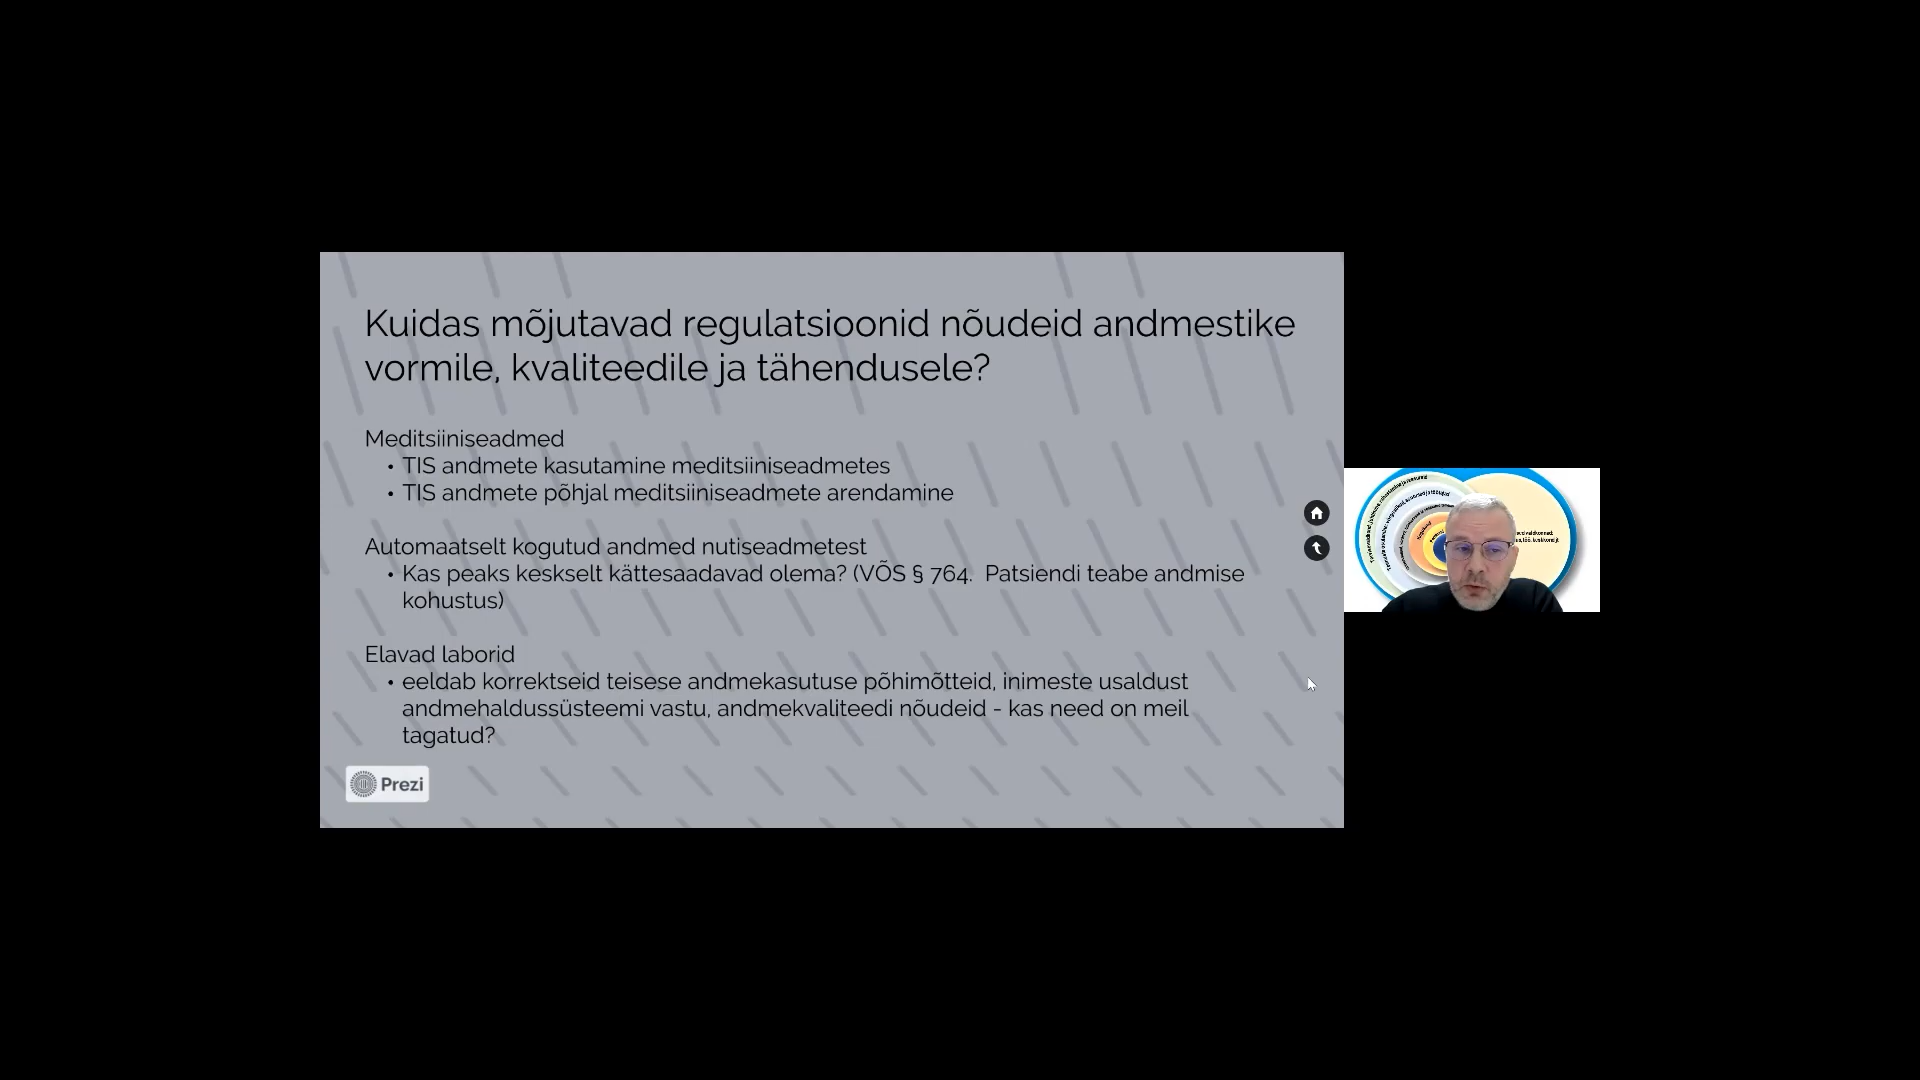 Kuidas mõjutavad regulatsioonid nõudeid andmestike
vormile, kvaliteedile ja tähendusele?
Meditsiiniseadmed
• TIS andmete kasutamine meditsiiniseadmetes
• TIS andmete põhjal meditsiiniseadmete arendamine
Automaatselt kogutud andmed nutiseadmetest
• Kas peaks keskselt kättesaadavad olema? (VÕS § 764. Patsiendi teabe andmise
kohustus)
Elavad laborid
• eeldab korrektseid teisese andmekasutuse põhimõtteid, inimeste usaldust
andmehaldussüsteemi vastu, andmekvaliteedi nõudeid - kas need on meil
tagatud?
Prezi